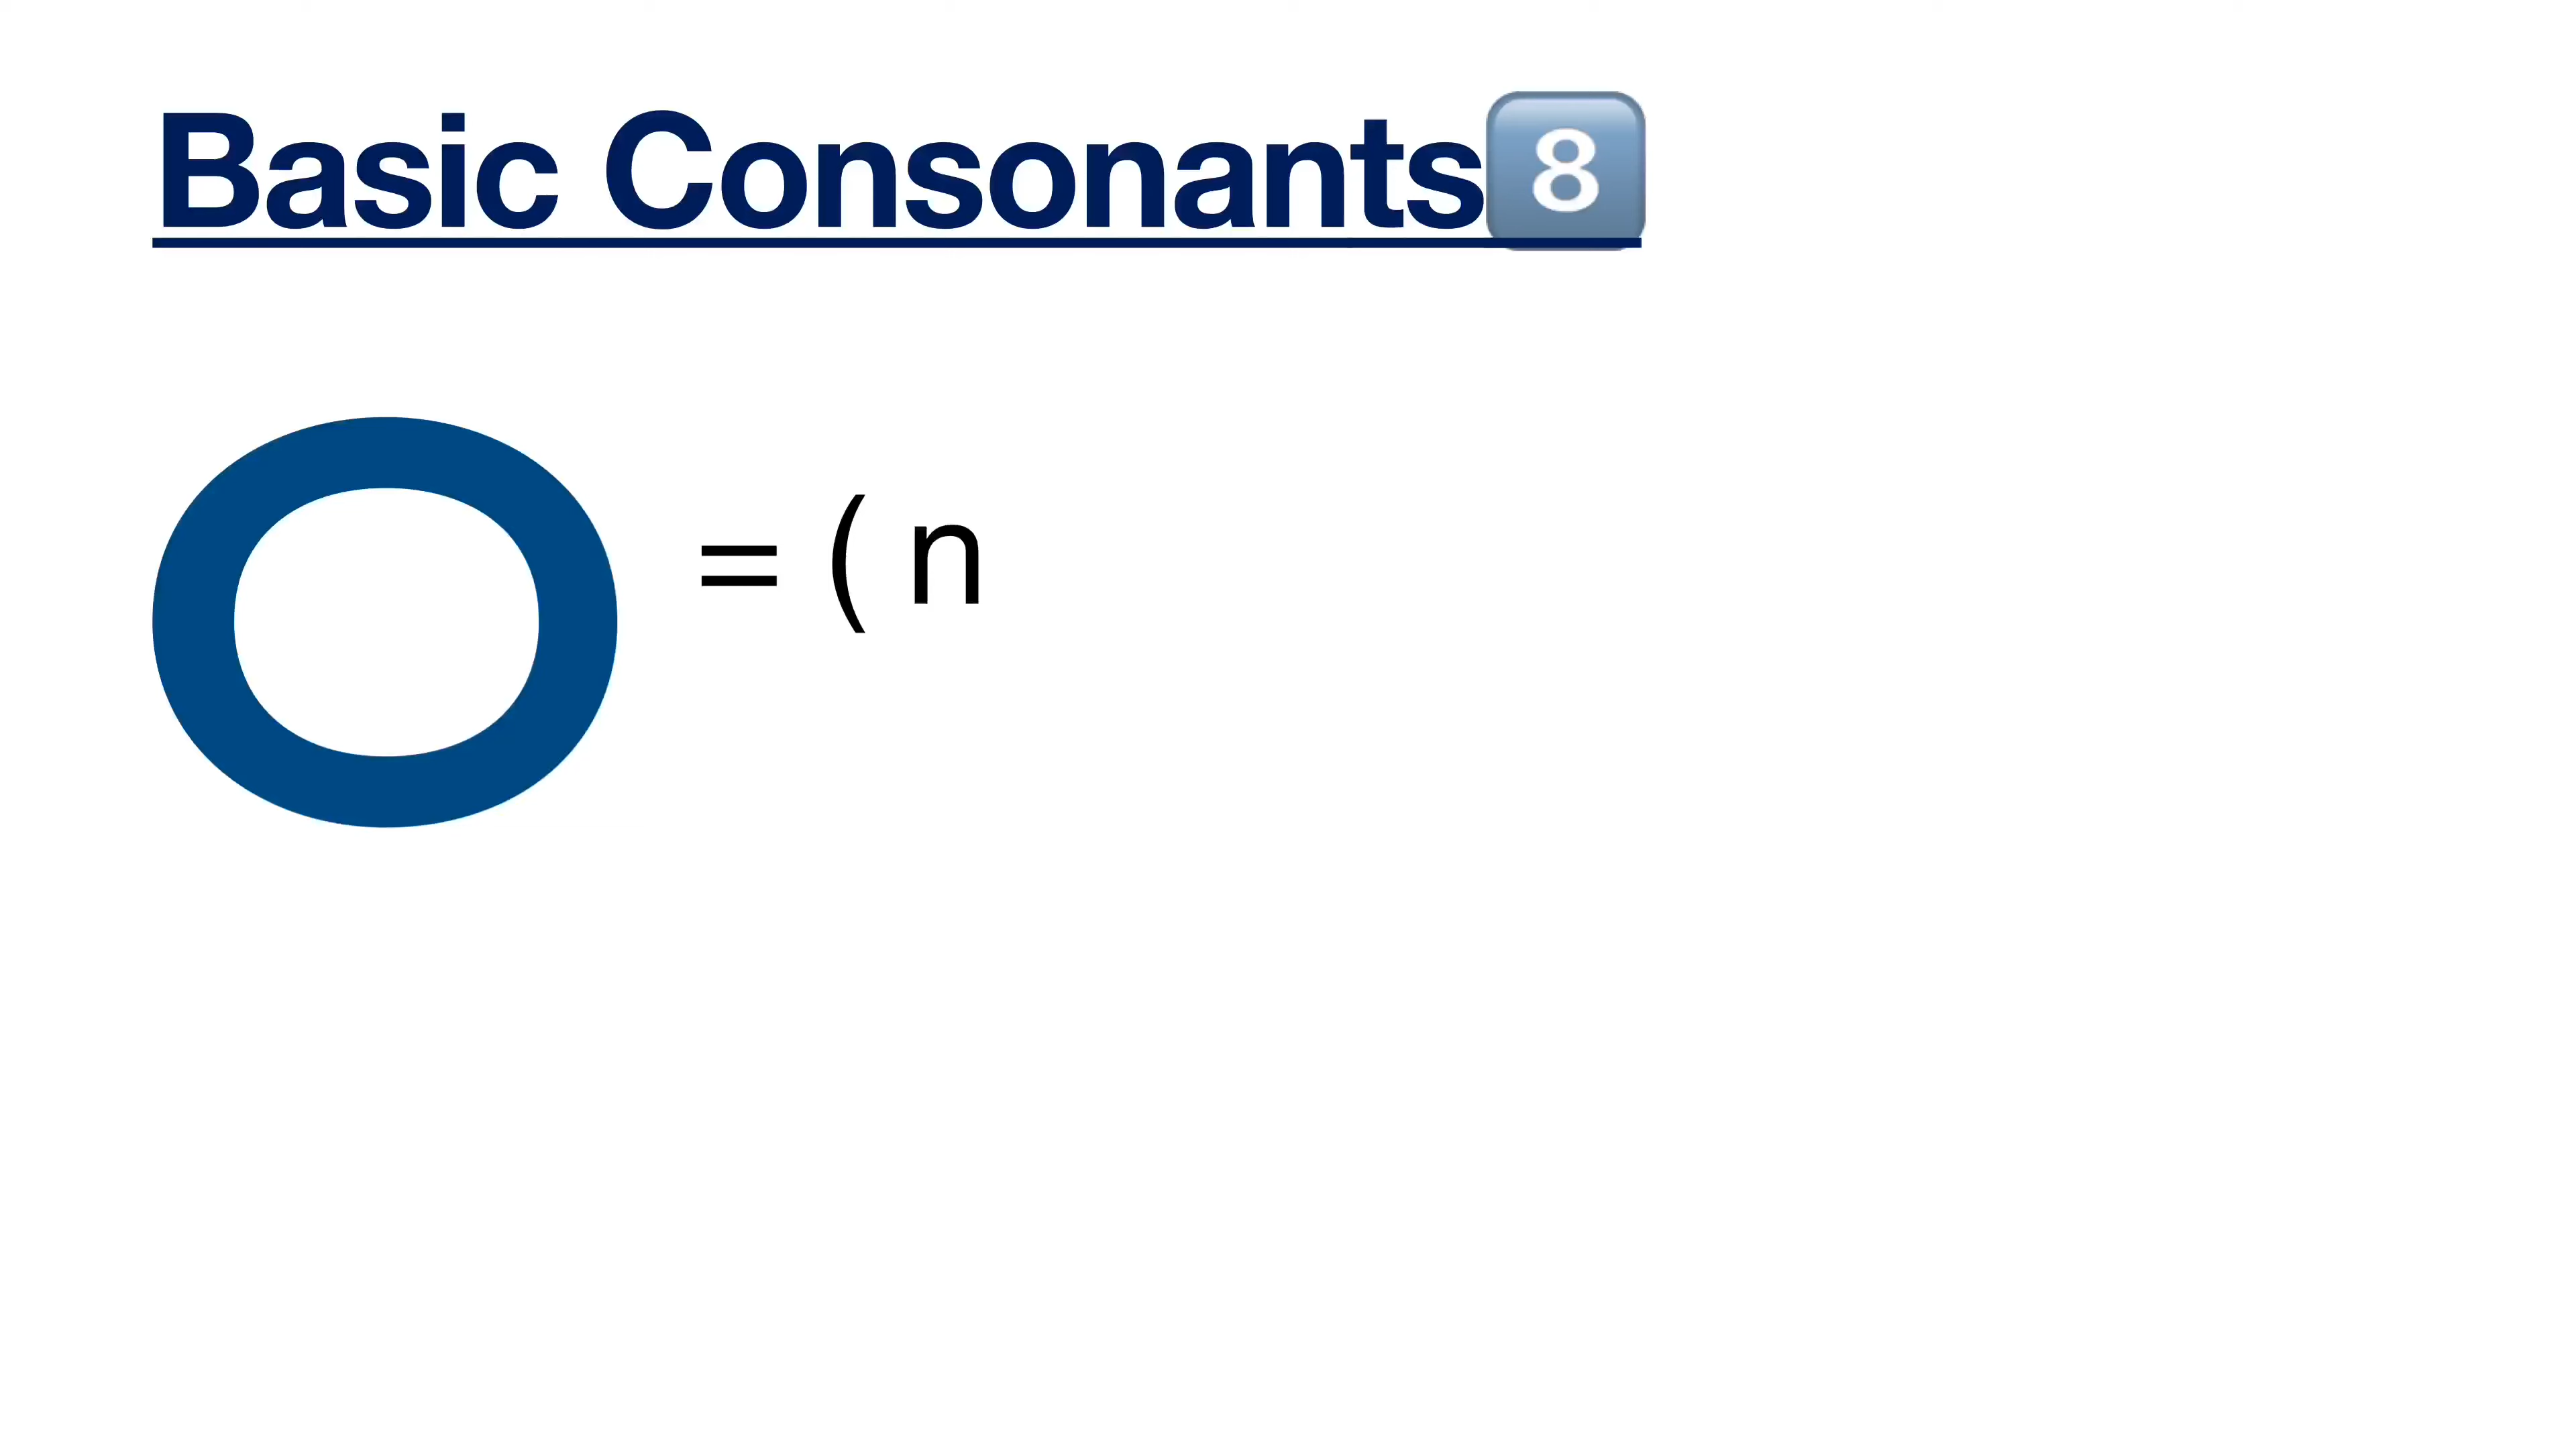 Basic Consonants8️⃣
ㅇ = ( n